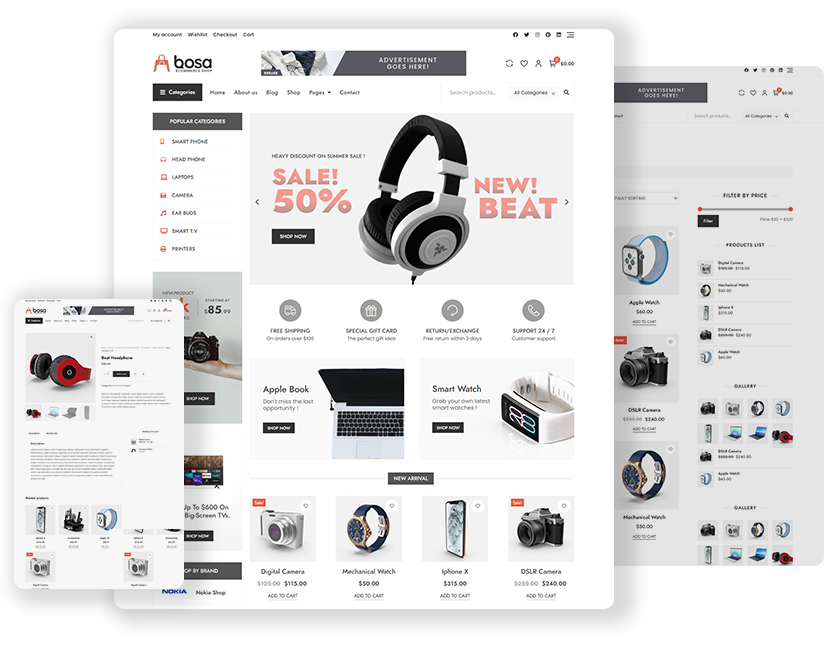 My account Wishlist Checkout Cart
bosa
ECOMMERCE SHOP
ADVERTISEMENT
GOES HERE!
$0.00
Categories Home About us Blog Shop Pages Contact
Search products... All Categories
POPULAR CATEGORIES
SMART PHONE
HEAD PHONE
LAPTOPS
CAMERA
EAR BUDS
SMART T.V
PRINTERS
HEAVY DISCOUNT ON SUMMER SALE !
SALE!
50%
NEW!
BEAT
SHOP NOW
NEW PRODUCT
STARTING AT
$85.99
SHOP NOW
FREE SHIPPING
On orders over $100
SPECIAL GIFT CARD
The perfect gift idea
RETURN/EXCHANGE
Free return within 3 days
SUPPORT 24 / 7
Customer support
Apple Book
Don't miss the last
opportunity !
SHOP NOW
Smart Watch
Grab your own latest
smart watches !
SHOP NOW
Up To $600 On
Big-Screen TVs.
SHOP NOW
OP BY BRAND
NOKIA Nokia Shop
NEW ARRIVAL
Sale!
Digital Camera
$125.00 $115.00
ADD TO CART
Mechanical Watch
$50.00
ADD TO CART
Iphone X
$315.00
ADD TO CART
Sale!
DSLR Camera
$255.00 $240.00
ADD TO CART
ADVERTISEMENT
GOES HERE!
$0.00
Search products... All Categories
FAULT SORTING
Apple Watch
$60.00
ADD TO CART
Sale!
DSLR Camera
$255.00 $240.00
ADD TO CART
Mechanical Watch
$50.00
ADD TO CART
FILTER BY PRICE
Filter
Price: $20 — $320
PRODUCTS LIST
Digital Camera
$115.00
Mechanical Watch
$50.00
Iphone X
$315.00
DSLR Camera
$240.00
Apple Watch
$60.00
GALLERY
DSLR Camera
$240.00
Apple Watch
$60.00
GALLERY
bosa
Beat Headphone
Description
Related products